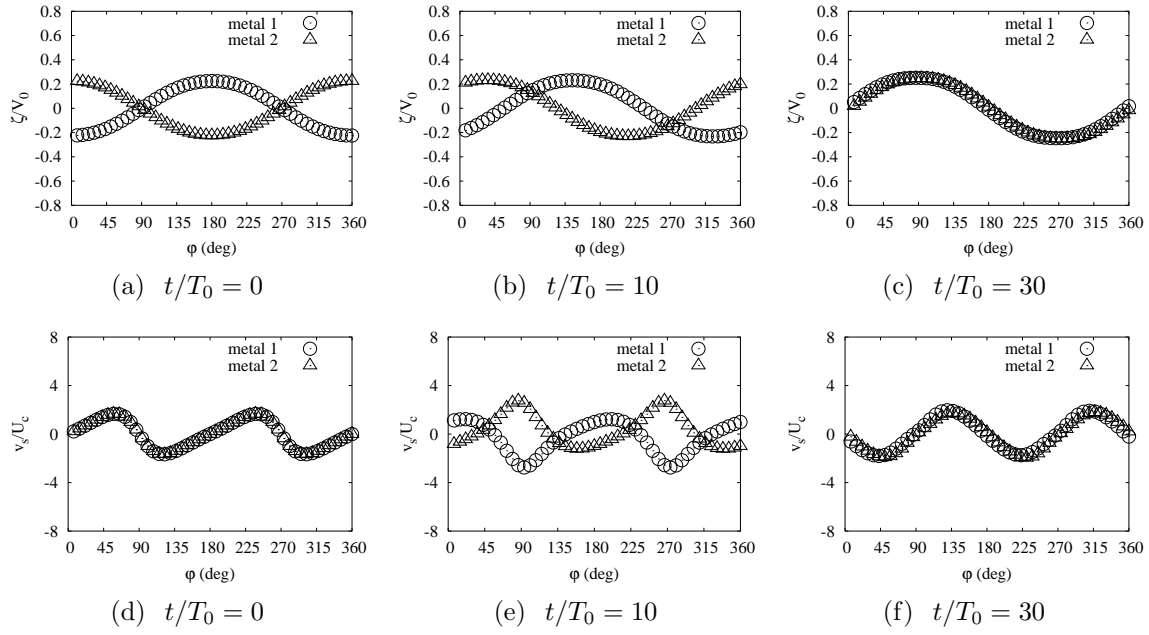 0.8
0.6
0.4
0.2
0
-0.2
-0.4
-0.6
-0.8
ζ/V0
metal 1
metal 2
0 45 90 135 180 225 270 315 360
φ (deg)
(a) t/T0 = 0
0.8
0.6
0.4
0.2
0
-0.2
-0.4
-0.6
-0.8
ζ/V0
metal 1
metal 2
0 45 90 135 180 225 270 315 360
φ (deg)
(b) t/T0 = 10
0.8
0.6
0.4
0.2
0
-0.2
-0.4
-0.6
-0.8
ζ/V0
metal 1
metal 2
0 45 90 135 180 225 270 315 360
φ (deg)
(c) t/T0 = 30
8
4
0
-4
-8
vs/Uc
metal 1
metal 2
0 45 90 135 180 225 270 315 360
φ (deg)
(d) t/T0 = 0
8
4
0
-4
-8
vs/Uc
metal 1
metal 2
0 45 90 135 180 225 270 315 360
φ (deg)
(e) t/T0 = 10
8
4
0
-4
-8
vs/Uc
metal 1
metal 2
0 45 90 135 180 225 270 315 360
φ (deg)
(f) t/T0 = 30